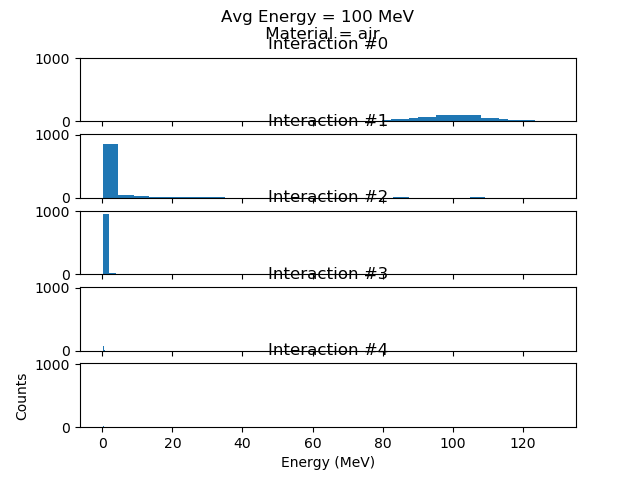 Avg Energy = 100 MeV
Material = air
Interaction #0
1000
0
Interaction #1
1000
0
Interaction #2
1000
0
Interaction #3
1000
0
Interaction #4
1000
0
Counts
0 20 40 60 80 100 120
Energy (MeV)